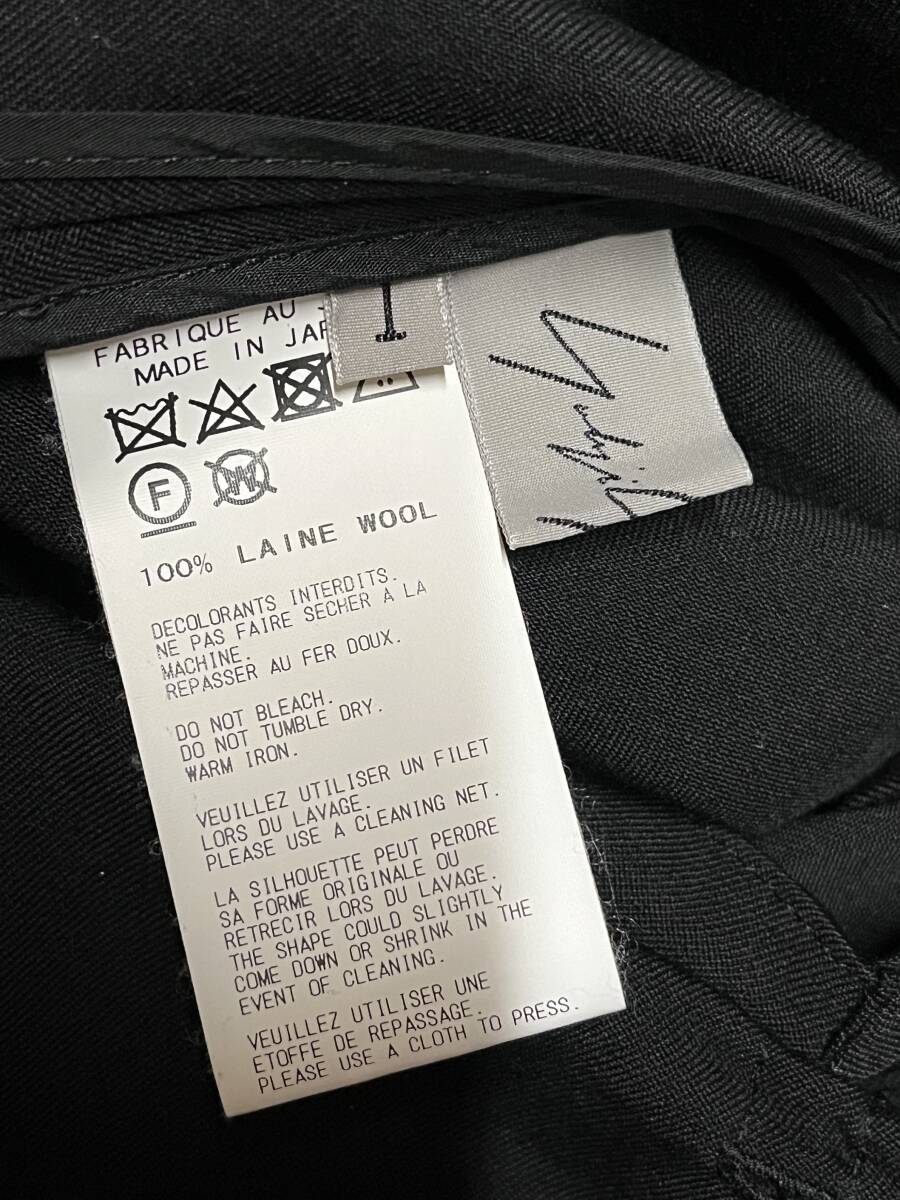 FABRIQUE AU
MADE IN
F
W
100% LAINE WOOL
DECOLORANTS INTERDITS.
NE PAS FAIRE SECHER À LA
MACHINE.
REPASSER AU FER DOUX.
DO NOT BLEACH.
DO NOT TUMBLE DRY.
WARM IRON.
VEUILLEZ UTILISER UN FILET
LORS DU LAVAGE.
PLEASE USE A CLEANING NET.
LA SILHOUETTE PEUT PERDRE
SA FORME ORIGINALE OU
RETRECIR LORS DU LAVAGE.
THE SHAPE COULD SLIGHTLY
COME DOWN OR SHRINK IN THE
EVENT OF CLEANING.
VEUILLEZ UTILISER UNE
ETOFFE DE REPASSAGE.
PLEASE USE A CLOTH TO PRESS.